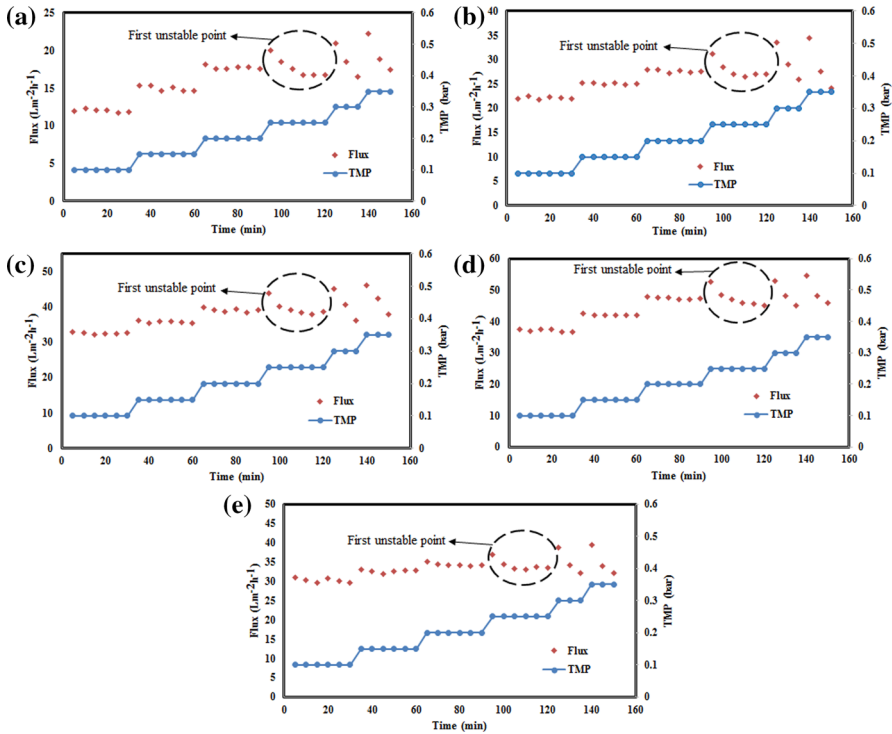 (a)
First unstable point
Flux (Lm⁻²h⁻¹)
25
20
15
10
5
0
0.6
0.5
0.4
0.3
0.2
0.1
0
TMP (bar)
Flux
TMP
0 20 40 60 80 100 120 140 160
Time (min)
(b)
First unstable point
Flux (Lm⁻²h⁻¹)
40
35
30
25
20
15
10
5
0
0.6
0.5
0.4
0.3
0.2
0.1
0
TMP (bar)
Flux
TMP
0 20 40 60 80 100 120 140 160
Time (min)
(c)
First unstable point
Flux (Lm⁻²h⁻¹)
50
40
30
20
10
0
0.6
0.5
0.4
0.3
0.2
0.1
0
TMP (bar)
Flux
TMP
0 20 40 60 80 100 120 140 160
Time (min)
(d)
First unstable point
Flux (Lm⁻²h⁻¹)
60
50
40
30
20
10
0
0.6
0.5
0.4
0.3
0.2
0.1
0
TMP (bar)
Flux
TMP
0 20 40 60 80 100 120 140 160
Time (min)
(e)
First unstable point
Flux (Lm⁻²h⁻¹)
50
45
40
35
30
25
20
15
10
5
0
0.6
0.5
0.4
0.3
0.2
0.1
0
TMP (bar)
Flux
TMP
0 20 40 60 80 100 120 140 160
Time (min)